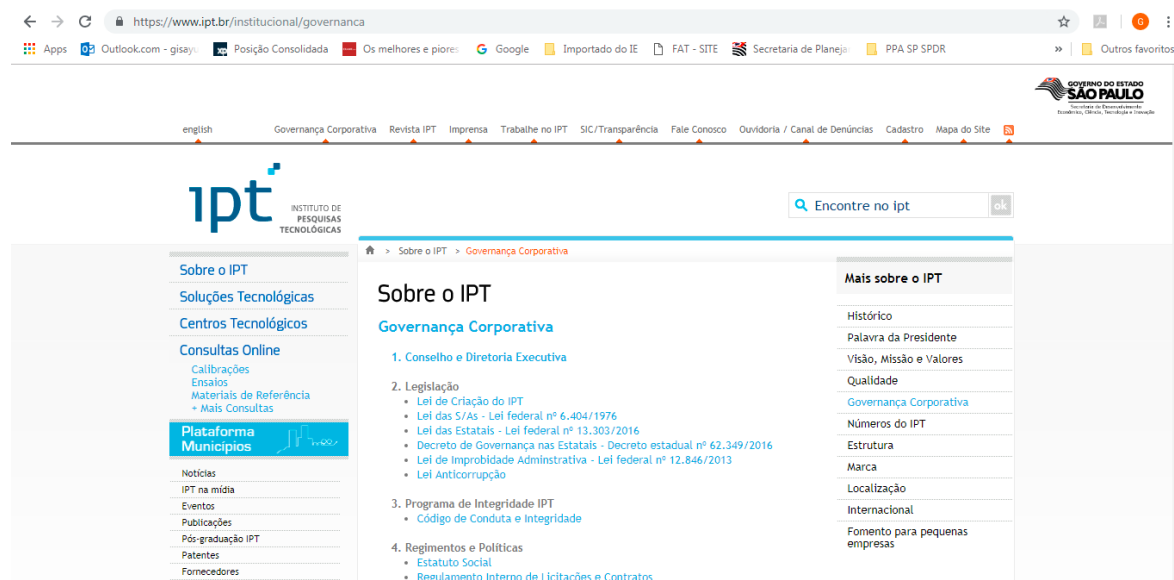 https://www.ipt.br/institucional/governanca
G
Apps Outlook.com - gisayu Posição Consolidada Os melhores e piores Google Importado do IE FAT - SITE Secretaria de Planeja PPA SP SPDR » Outros favoritos
GOVERNO DO ESTADO
SÃO PAULO
Secretaria de Desenvolvimento
Econômico, Ciência, Tecnologia e Inovação
english Governança Corporativa Revista IPT Imprensa Trabalhe no IPT SIC/Transparência Fale Conosco Ouvidoria / Canal de Denúncias Cadastro Mapa do Site
ipt
INSTITUTO DE
PESQUISAS
TECNOLÓGICAS
Encontre no ipt ok
> Sobre o IPT > Governança Corporativa
Sobre o IPT
Soluções Tecnológicas
Centros Tecnológicos
Consultas Online
Calibrações
Ensaios
Materiais de Referência
+ Mais Consultas
Plataforma
Municípios
Notícias
IPT na mídia
Eventos
Publicações
Pós-graduação IPT
Patentes
Fornecedores
Sobre o IPT
Governança Corporativa
1. Conselho e Diretoria Executiva
2. Legislação
• Lei de Criação do IPT
• Lei das S/As - Lei federal nº 6.404/1976
• Lei das Estatais - Lei federal nº 13.303/2016
• Decreto de Governança nas Estatais - Decreto estadual nº 62.349/2016
• Lei de Improbidade Adminstrativa - Lei federal nº 12.846/2013
• Lei Anticorrupção
3. Programa de Integridade IPT
• Código de Conduta e Integridade
4. Regimentos e Políticas
• Estatuto Social
• Regulamento Interno de Licitações e Contratos
Mais sobre o IPT
Histórico
Palavra da Presidente
Visão, Missão e Valores
Qualidade
Governança Corporativa
Números do IPT
Estrutura
Marca
Localização
Internacional
Fomento para pequenas
empresas